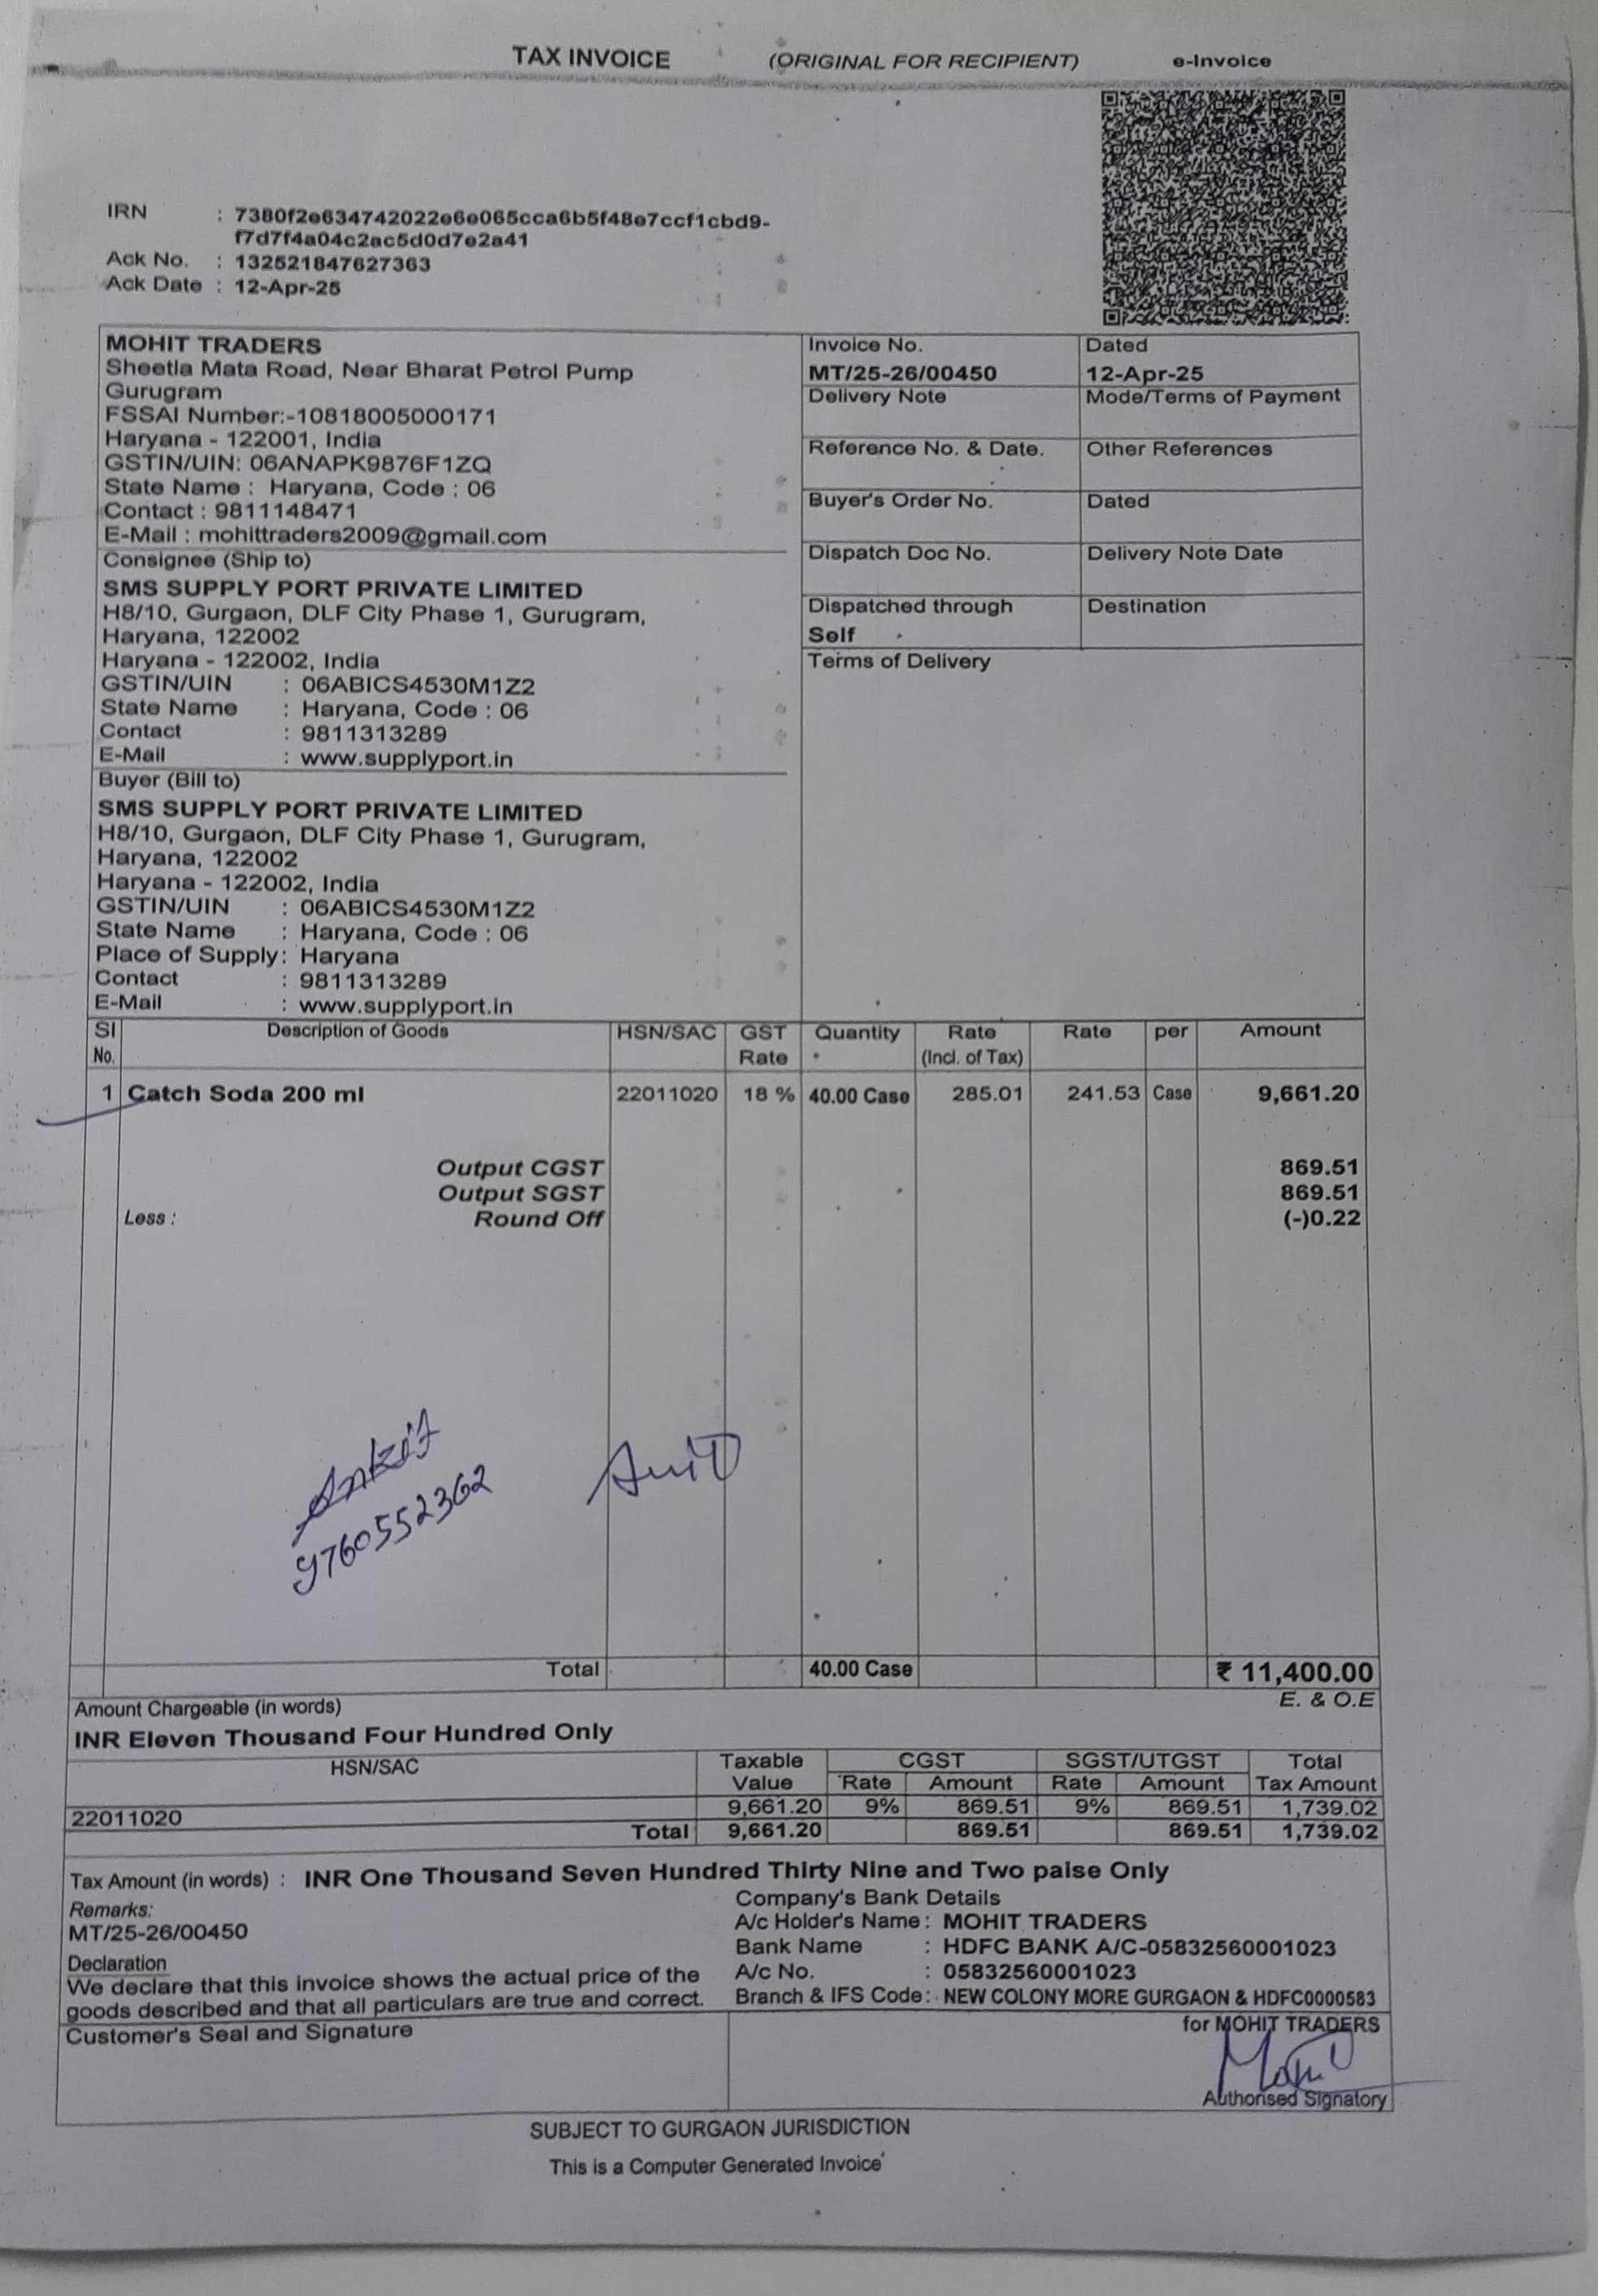 TAX INVOICE (ORIGINAL FOR RECIPIENT) e-Invoice
IRN : 7380f2e634742022e6e065cca6b5f48e7ccf1cbd9-
f7d7f4a04c2ac5d0d7e2a41
Ack No. : 132521847627363
Ack Date : 12-Apr-25
MOHIT TRADERS
Sheetla Mata Road, Near Bharat Petrol Pump
Gurugram
FSSAI Number:-10818005000171
Haryana - 122001, India
GSTIN/UIN: 06ANAPK9876F1ZQ
State Name : Haryana, Code : 06
Contact : 9811148471
E-Mail : mohittraders2009@gmail.com
Invoice No. Dated
MT/25-26/00450 12-Apr-25
Delivery Note Mode/Terms of Payment
Reference No. & Date. Other References
Buyer's Order No. Dated
Dispatch Doc No. Delivery Note Date
Dispatched through Destination
Self
Terms of Delivery
Consignee (Ship to)
SMS SUPPLY PORT PRIVATE LIMITED
H8/10, Gurgaon, DLF City Phase 1, Gurugram,
Haryana, 122002
Haryana - 122002, India
GSTIN/UIN : 06ABICS4530M1Z2
State Name : Haryana, Code : 06
Contact : 9811313289
E-Mail : www.supplyport.in
Buyer (Bill to)
SMS SUPPLY PORT PRIVATE LIMITED
H8/10, Gurgaon, DLF City Phase 1, Gurugram,
Haryana, 122002
Haryana - 122002, India
GSTIN/UIN : 06ABICS4530M1Z2
State Name : Haryana, Code : 06
Place of Supply : Haryana
Contact : 9811313289
E-Mail : www.supplyport.in
Sl Description of Goods HSN/SAC GST Quantity Rate Rate per Amount
No. Rate (Incl. of Tax)
1 Catch Soda 200 ml 22011020 18 % 40.00 Case 285.01 241.53 Case 9,661.20
Output CGST 869.51
Output SGST 869.51
Less : Round Off (-)0.22
Ankit
9760552362
Total 40.00 Case ₹ 11,400.00
Amount Chargeable (in words) E. & O.E
INR Eleven Thousand Four Hundred Only
HSN/SAC Taxable CGST SGST/UTGST Total
Value Rate Amount Rate Amount Tax Amount
22011020 9,661.20 9% 869.51 9% 869.51 1,739.02
Total 9,661.20 869.51 869.51 1,739.02
Tax Amount (in words) : INR One Thousand Seven Hundred Thirty Nine and Two paise Only
Remarks:
MT/25-26/00450
Declaration
We declare that this invoice shows the actual price of the
goods described and that all particulars are true and correct.
Company's Bank Details
A/c Holder's Name : MOHIT TRADERS
Bank Name : HDFC BANK A/C-05832560001023
A/c No. : 05832560001023
Branch & IFS Code : NEW COLONY MORE GURGAON & HDFC0000583
Customer's Seal and Signature
for MOHIT TRADERS
Authorised Signatory
SUBJECT TO GURGAON JURISDICTION
This is a Computer Generated Invoice